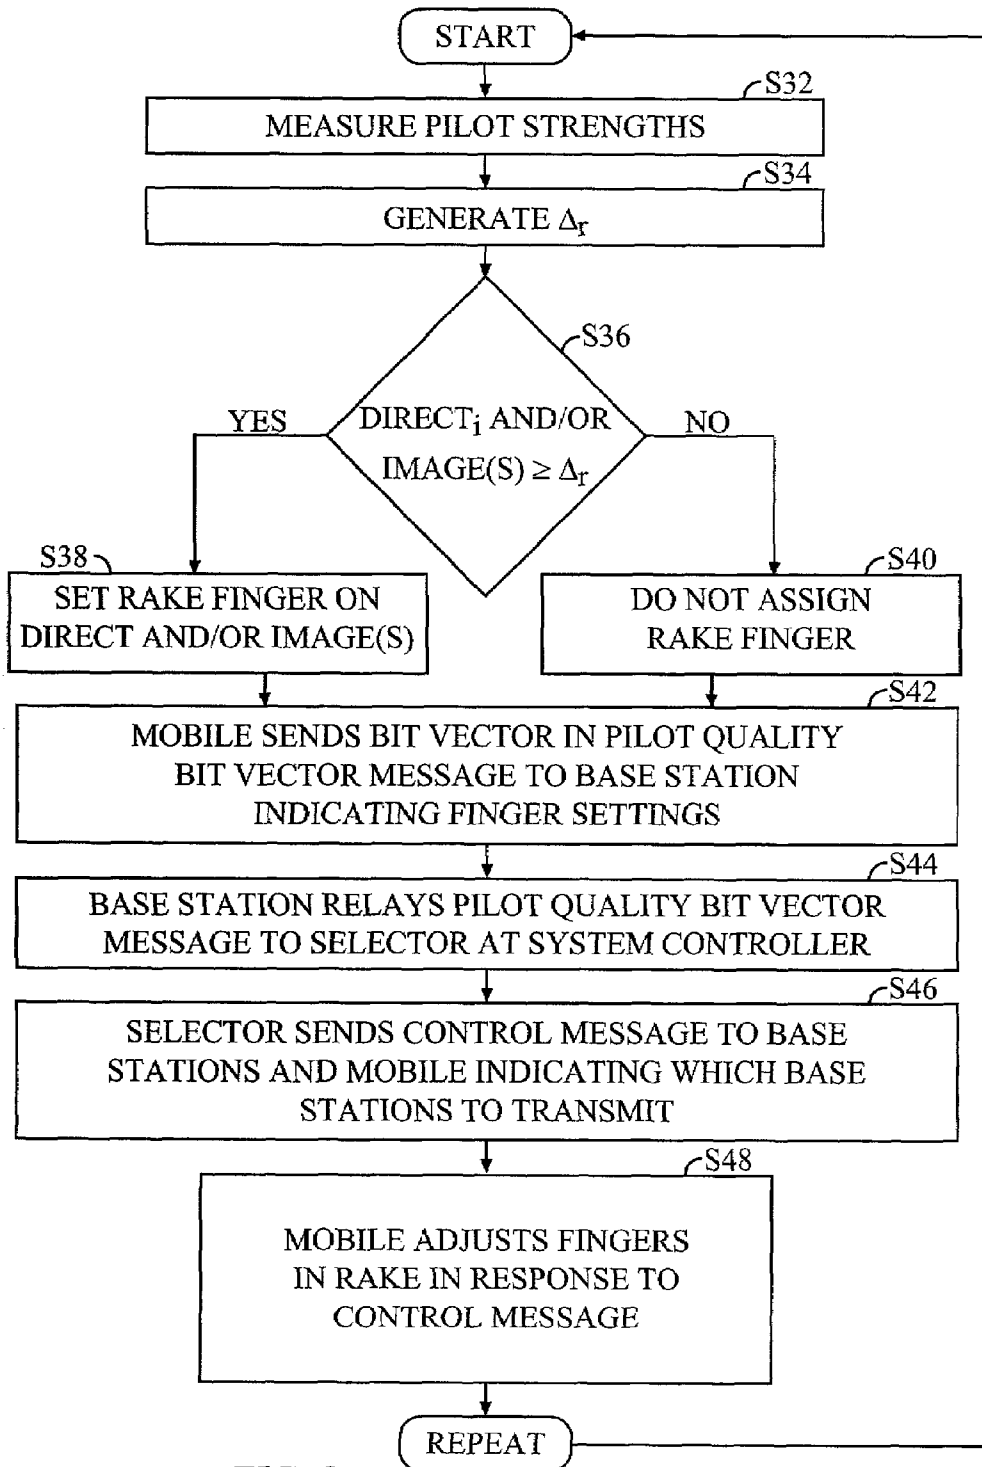 START
S32
MEASURE PILOT STRENGTHS
S34
GENERATE Δr
S36
DIRECTi AND/OR
IMAGE(S) ≥ Δr
YES
NO
S38
SET RAKE FINGER ON
DIRECT AND/OR IMAGE(S)
S40
DO NOT ASSIGN
RAKE FINGER
S42
MOBILE SENDS BIT VECTOR IN PILOT QUALITY
BIT VECTOR MESSAGE TO BASE STATION
INDICATING FINGER SETTINGS
S44
BASE STATION RELAYS PILOT QUALITY BIT VECTOR
MESSAGE TO SELECTOR AT SYSTEM CONTROLLER
S46
SELECTOR SENDS CONTROL MESSAGE TO BASE
STATIONS AND MOBILE INDICATING WHICH BASE
STATIONS TO TRANSMIT
S48
MOBILE ADJUSTS FINGERS
IN RAKE IN RESPONSE TO
CONTROL MESSAGE
REPEAT